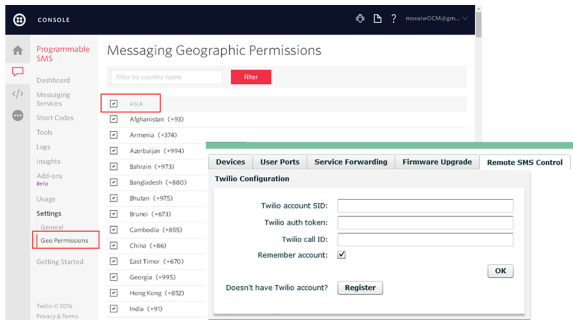 CONSOLE
?
moxaiwOCM@gm...
Programmable
SMS
Dashboard
Messaging
Services
Short Codes
Tools
Logs
Insights
Add-ons
Beta
Usage
Settings
General
Geo Permissions
Getting Started
Twilio © 2016
Privacy & Terms
Messaging Geographic Permissions
Filter by country name
Filter
ASIA
Afghanistan (+93)
Armenia (+374)
Azerbaijan (+994)
Bahrain (+973)
Bangladesh (+880)
Bhutan (+975)
Brunei (+673)
Cambodia (+855)
China (+86)
East Timor (+670)
Georgia (+995)
Hong Kong (+852)
India (+91)
Devices User Ports Service Forwarding Firmware Upgrade Remote SMS Control
Twilio Configuration
Twilio account SID:
Twilio auth token:
Twilio call ID:
Remember account:
OK
Doesn't have Twilio account? Register